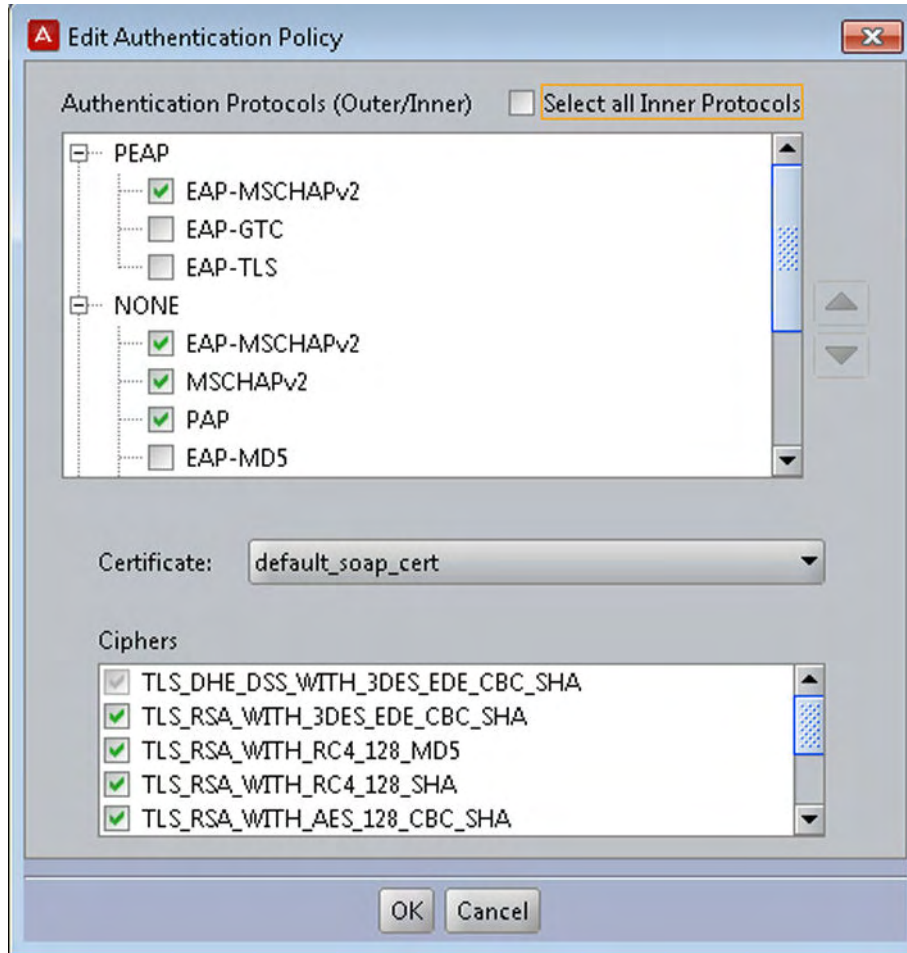 A Edit Authentication Policy
Authentication Protocols (Outer/Inner) Select all Inner Protocols
PEAP
EAP-MSCHAPv2
EAP-GTC
EAP-TLS
NONE
EAP-MSCHAPv2
MSCHAPv2
PAP
EAP-MD5
Certificate: default_soap_cert
Ciphers
TLS_DHE_DSS_WITH_3DES_EDE_CBC_SHA
TLS_RSA_WITH_3DES_EDE_CBC_SHA
TLS_RSA_WITH_RC4_128_MD5
TLS_RSA_WITH_RC4_128_SHA
TLS_RSA_WITH_AES_128_CBC_SHA
OK Cancel